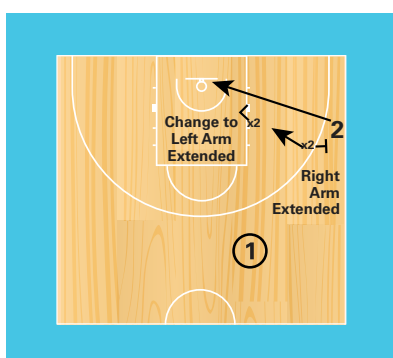 Change to
Left Arm
Extended
x2
2
x2
Right
Arm
Extended
1